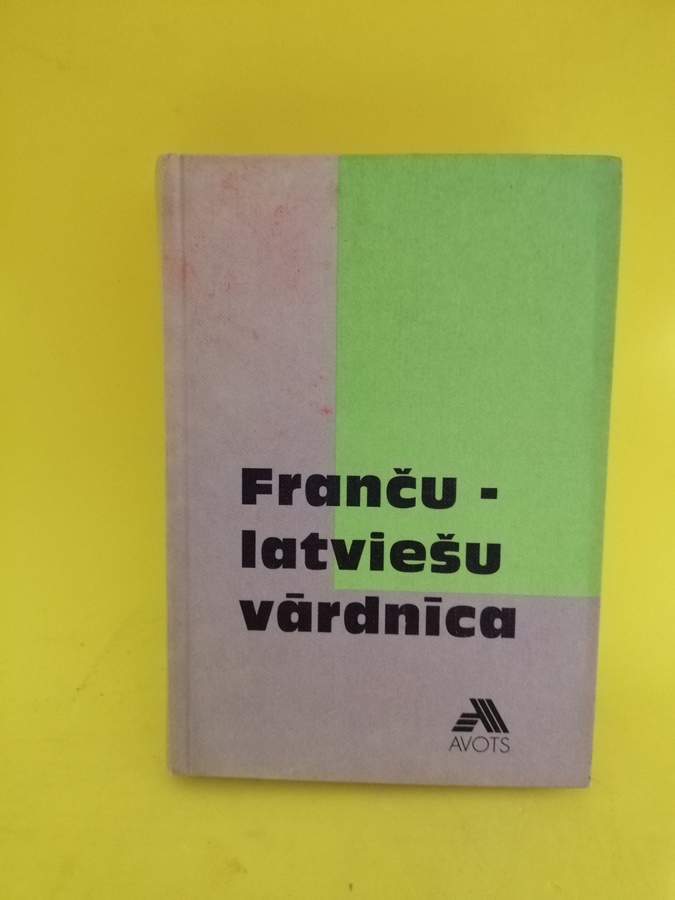 Franču -
latviešu
vārdnīca
AVOTS